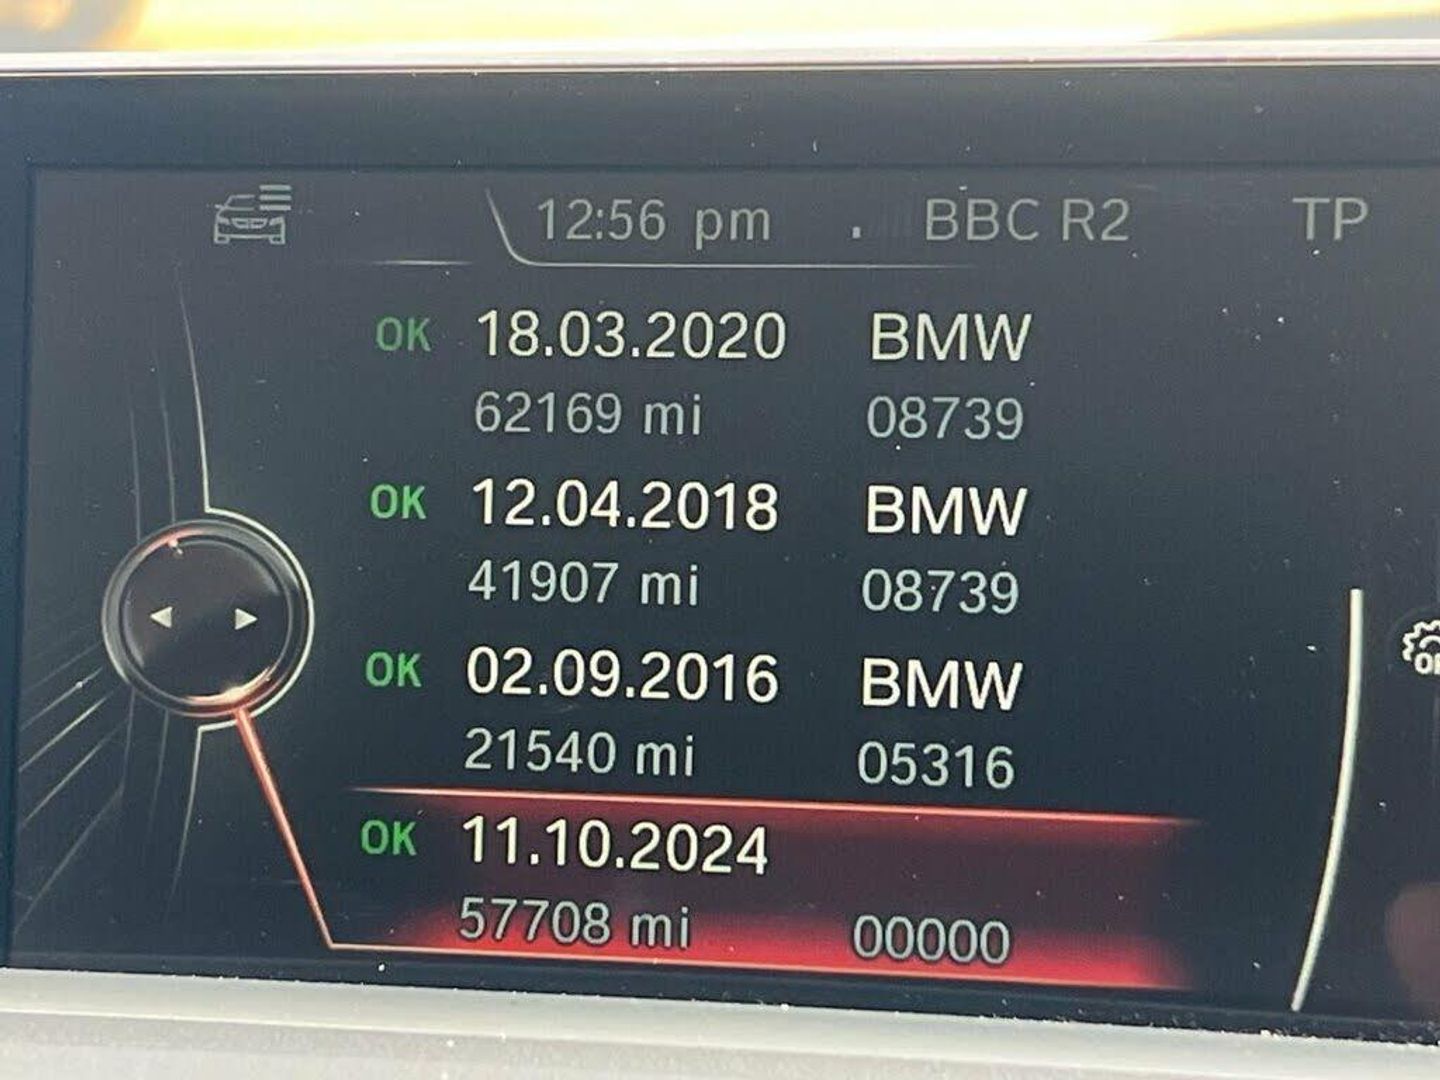 12:56 pm . BBC R2 TP
OK 18.03.2020 BMW
62169 mi 08739
OK 12.04.2018 BMW
41907 mi 08739
OK 02.09.2016 BMW
21540 mi 05316
OK 11.10.2024
57708 mi 00000